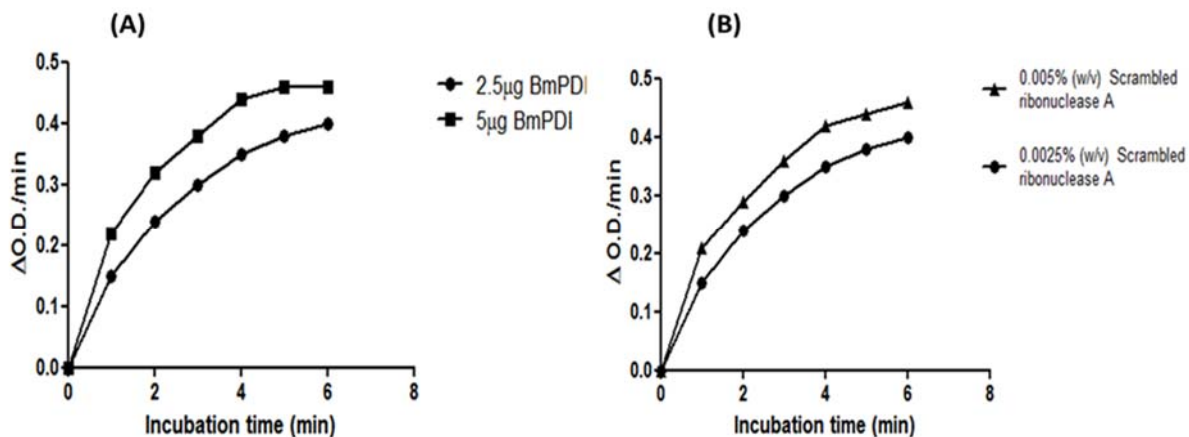 (A)
ΔO.D./min
0.5
0.4
0.3
0.2
0.1
0.0
0 2 4 6 8
Incubation time (min)
2.5μg BmPDI
5μg BmPDI
(B)
Δ O.D./min
0.5
0.4
0.3
0.2
0.1
0.0
0 2 4 6 8
Incubation time (min)
0.005% (w/v) Scrambled
ribonuclease A
0.0025% (w/v) Scrambled
ribonuclease A